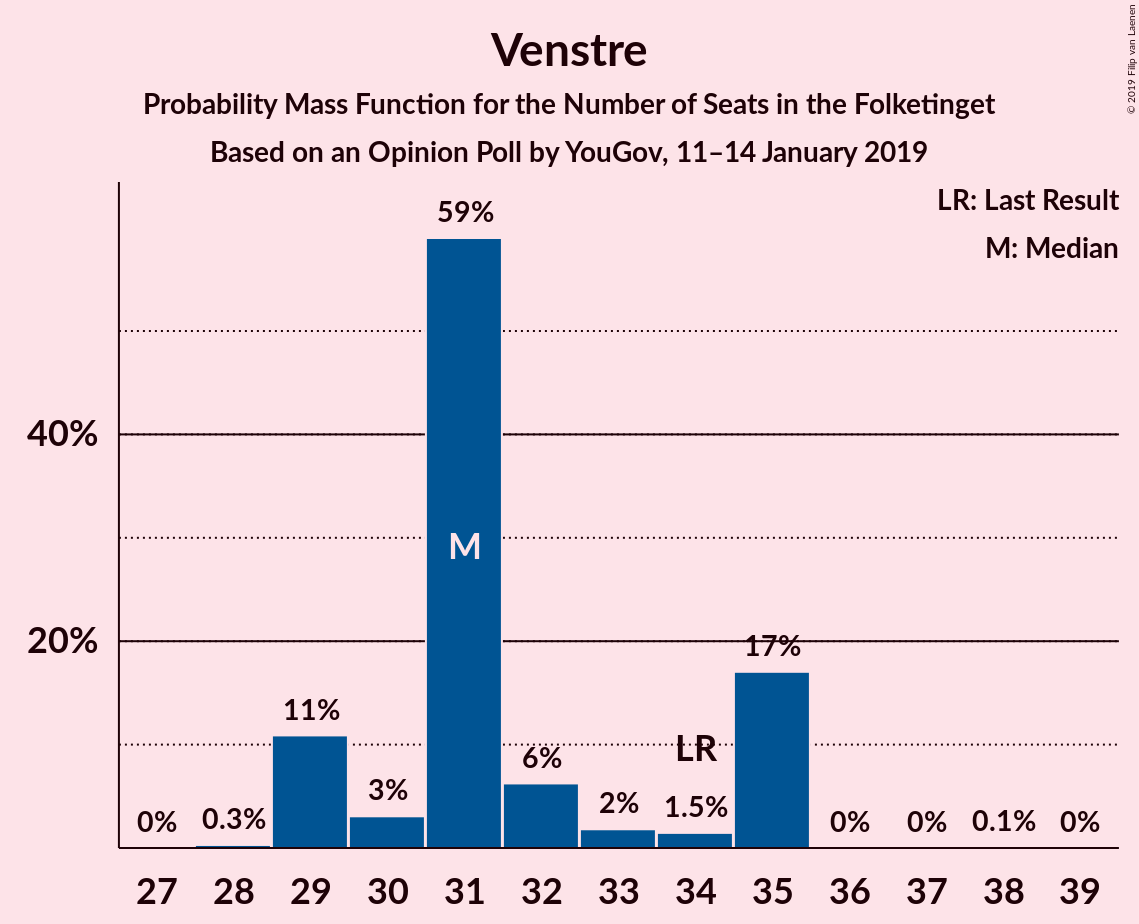 Venstre
Probability Mass Function for the Number of Seats in the Folketinget
Based on an Opinion Poll by YouGov, 11–14 January 2019
© 2019 Filip van Laenen
LR: Last Result
M: Median
59%
40%
M
20%
17%
11%
LR
6%
3%
2%
1.5%
0%
0.3%
0%
0%
0.1%
0%
27 28 29 30 31 32 33 34 35 36 37 38 39